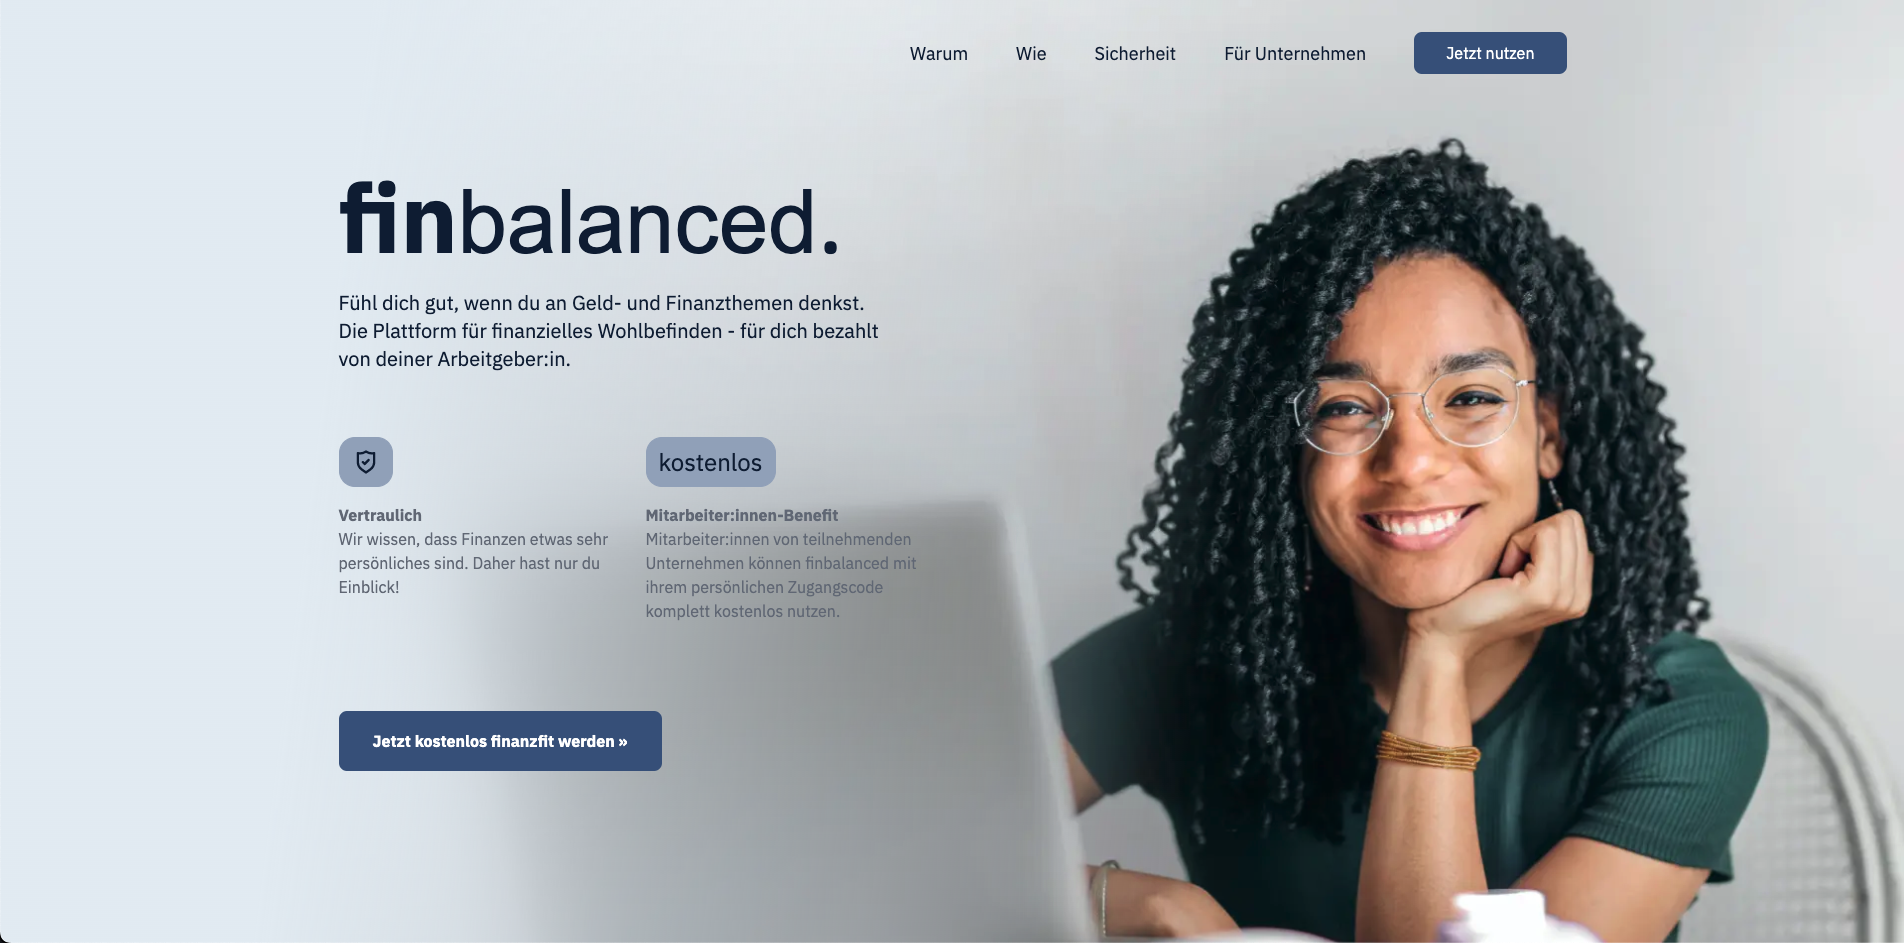 Warum Wie Sicherheit Für Unternehmen Jetzt nutzen
finbalanced.
Fühl dich gut, wenn du an Geld- und Finanzthemen denkst.
Die Plattform für finanzielles Wohlbefinden - für dich bezahlt
von deiner Arbeitgeber:in.
Vertraulich
Wir wissen, dass Finanzen etwas sehr
persönliches sind. Daher hast nur du
Einblick!
kostenlos
Mitarbeiter:innen-Benefit
Mitarbeiter:innen von teilnehmenden
Unternehmen können finbalanced mit
ihrem persönlichen Zugangscode
komplett kostenlos nutzen.
Jetzt kostenlos finanzfit werden »